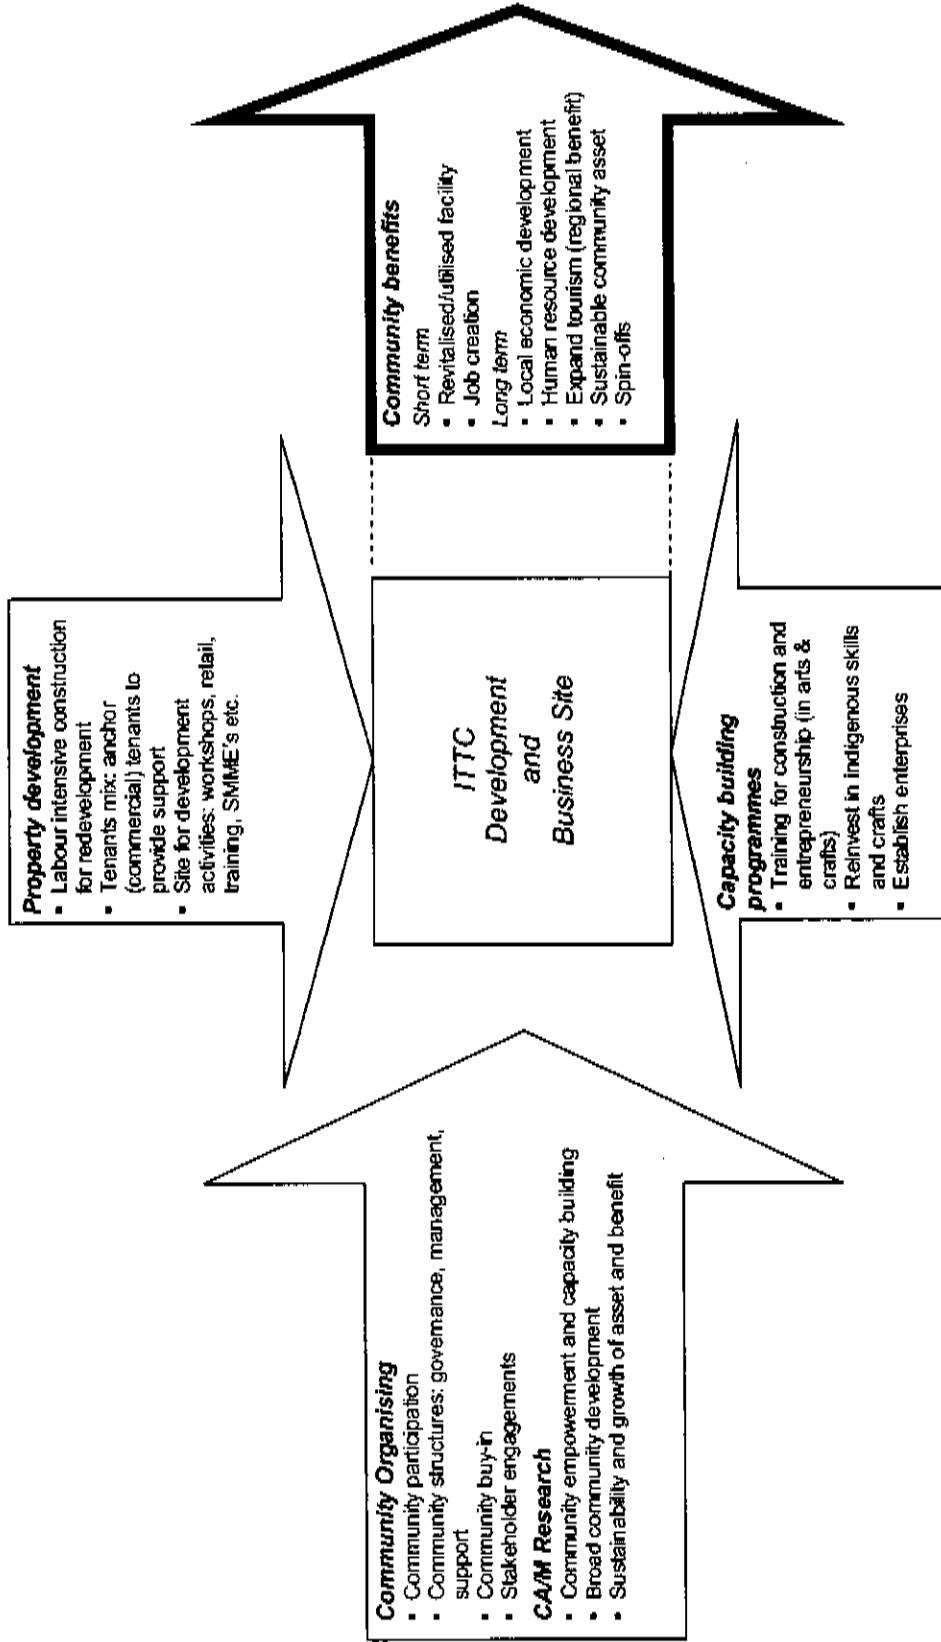 Property development
▪ Labour intensive construction
for redevelopment
▪ Tenants mix: anchor
(commercial) tenants to
provide support
▪ Site for development
activities: workshops, retail,
training, SMME's etc.
Community Organising
▪ Community participation
▪ Community structures: governance, management,
support
▪ Community buy-in
▪ Stakeholder engagements
CA/M Research
▪ Community empowerment and capacity building
▪ Broad community development
▪ Sustainability and growth of asset and benefit
ITTC
Development
and
Business Site
Community benefits
Short term
▪ Revitalised/utilised facility
▪ Job creation
Long term
▪ Local economic development
▪ Human resource development
▪ Expand tourism (regional benefit)
▪ Sustainable community asset
▪ Spin-offs
Capacity building
programmes
▪ Training for construction and
entrepreneurship (in arts &
crafts)
▪ Reinvest in indigenous skills
and crafts
▪ Establish enterprises